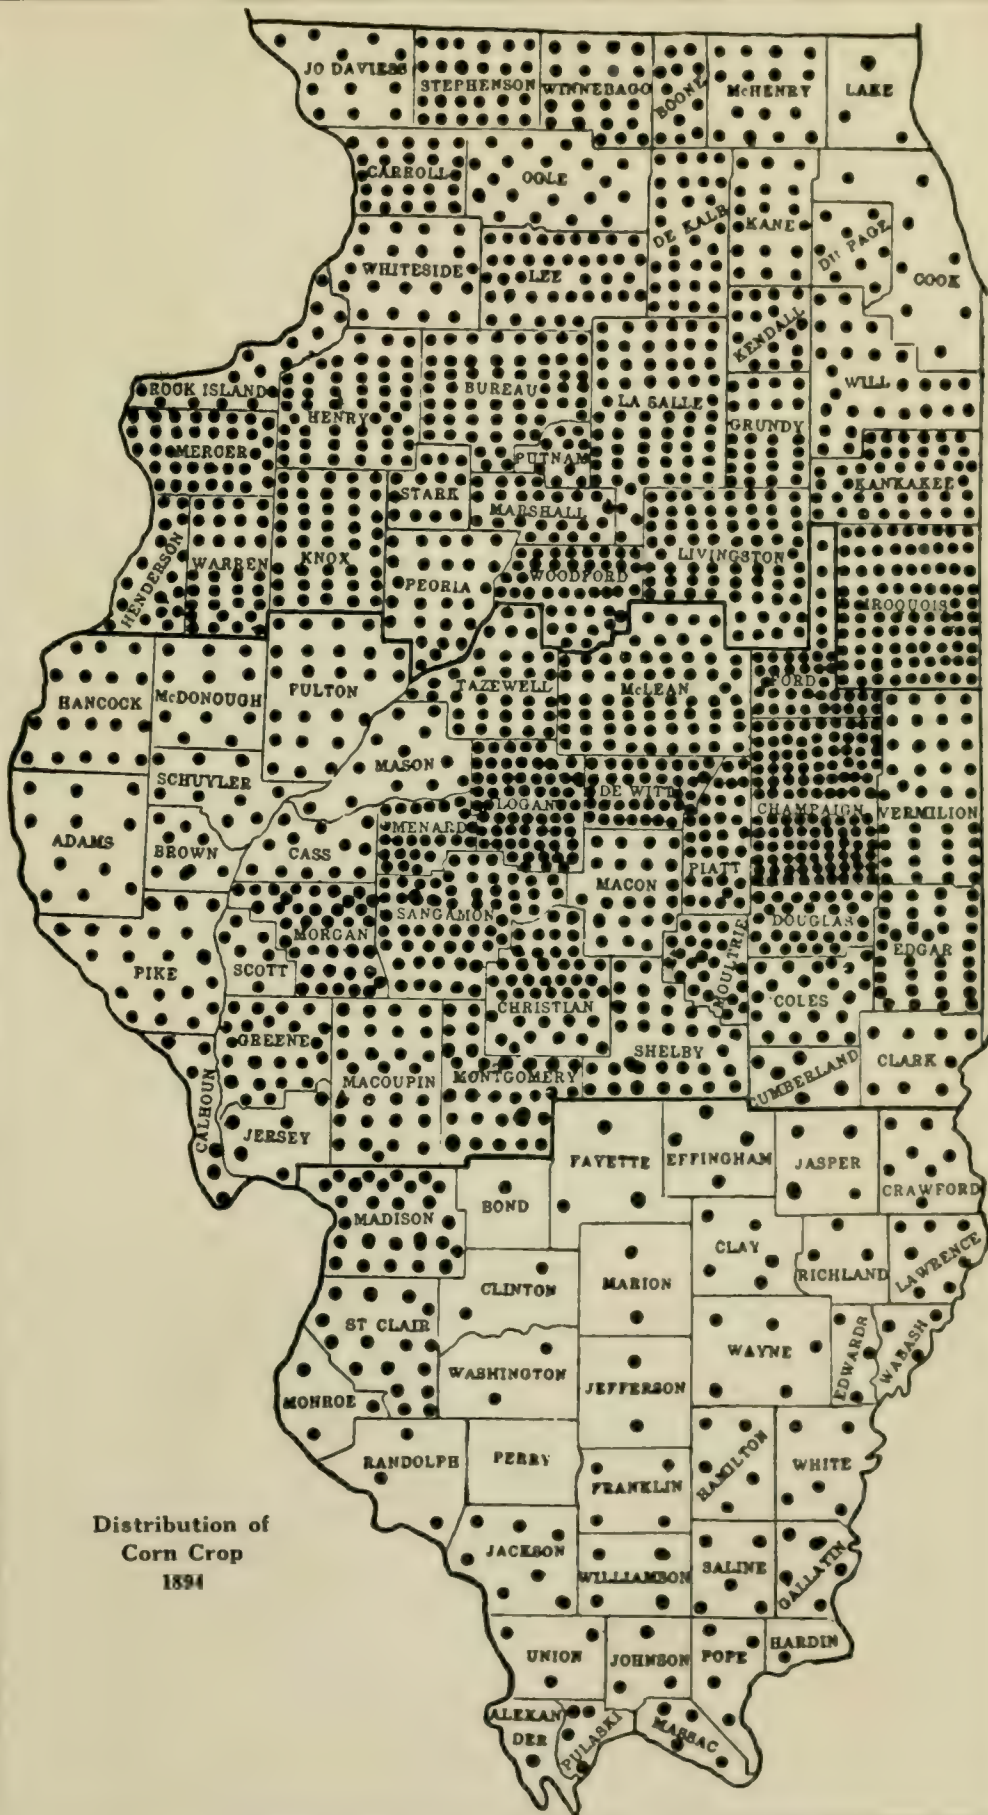 JO DAVIESS
STEPHENSON
WINNEBAGO
BOONE
McHENRY
LAKE
CARROLL
OGLE
DE KALB
KANE
DU PAGE
COOK
WHITESIDE
LEE
KENDALL
ROCK ISLAND
HENRY
BUREAU
LA SALLE
WILL
GRUNDY
MERCER
PUTNAM
STARK
MARSHALL
KANKAKEE
HENDERSON
WARREN
KNOX
PEORIA
WOODFORD
LIVINGSTON
IROQUOIS
HANCOCK
McDONOUGH
FULTON
TAZEWELL
McLEAN
FORD
SCHUYLER
MASON
LOGAN
DE WITT
CHAMPAIGN
VERMILION
ADAMS
BROWN
CASS
MENARD
MACON
PIATT
PIKE
SCOTT
MORGAN
SANGAMON
MOULTRIE
DOUGLAS
EDGAR
COLES
CHRISTIAN
GREENE
MACOUPIN
MONTGOMERY
SHELBY
CUMBERLAND
CLARK
CALHOUN
JERSEY
FAYETTE
EFFINGHAM
JASPER
CRAWFORD
MADISON
BOND
CLAY
RICHLAND
LAWRENCE
CLINTON
MARION
ST CLAIR
WASHINGTON
WAYNE
EDWARDS
WABASH
MONROE
JEFFERSON
RANDOLPH
PERRY
FRANKLIN
HAMILTON
WHITE
Distribution of
Corn Crop
1894
JACKSON
WILLIAMSON
SALINE
GALLATIN
UNION
JOHNSON
POPE
HARDIN
ALEXAN
DER
PULASKI
MASSAC